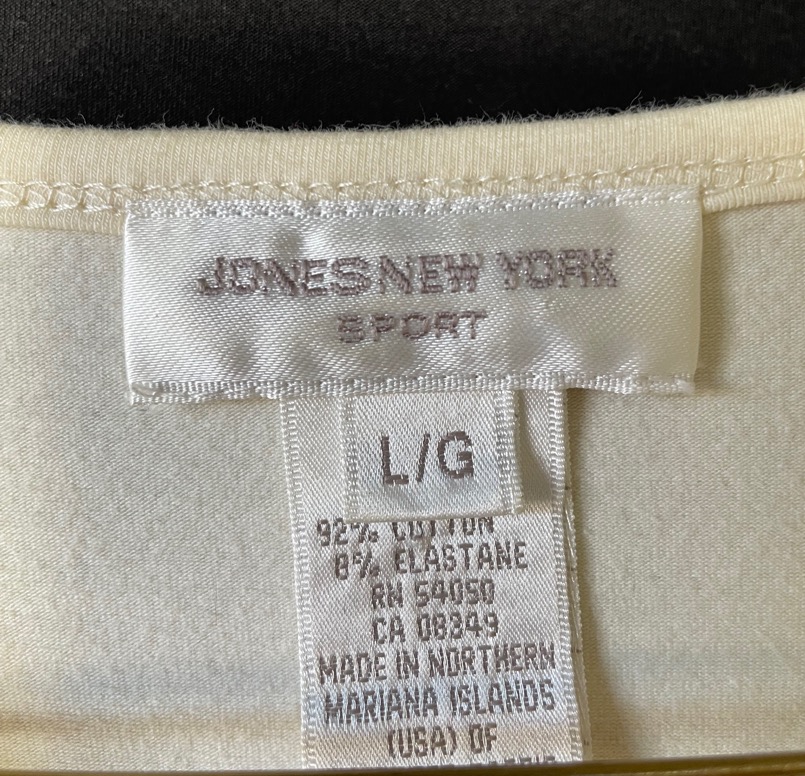 JONES NEW YORK
SPORT
L/G
92% COTTON
8% ELASTANE
RN 54050
CA 08349
MADE IN NORTHERN
MARIANA ISLANDS
(USA) OF